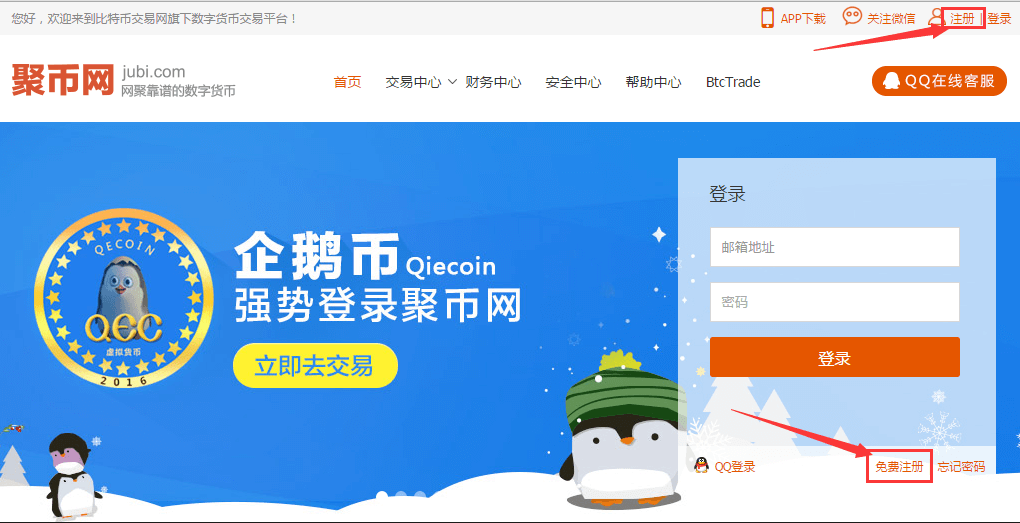 您好，欢迎来到比特币交易网旗下数字货币交易平台！
APP下载 关注微信 注册 | 登录
聚币网 jubi.com
网聚靠谱的数字货币
首页 交易中心 财务中心 安全中心 帮助中心 BtcTrade
QQ在线客服
QECOIN
QEC
虚拟货币
2016
企鹅币 Qiecoin
强势登录聚币网
立即去交易
登录
邮箱地址
密码
登录
QQ登录 免费注册 忘记密码